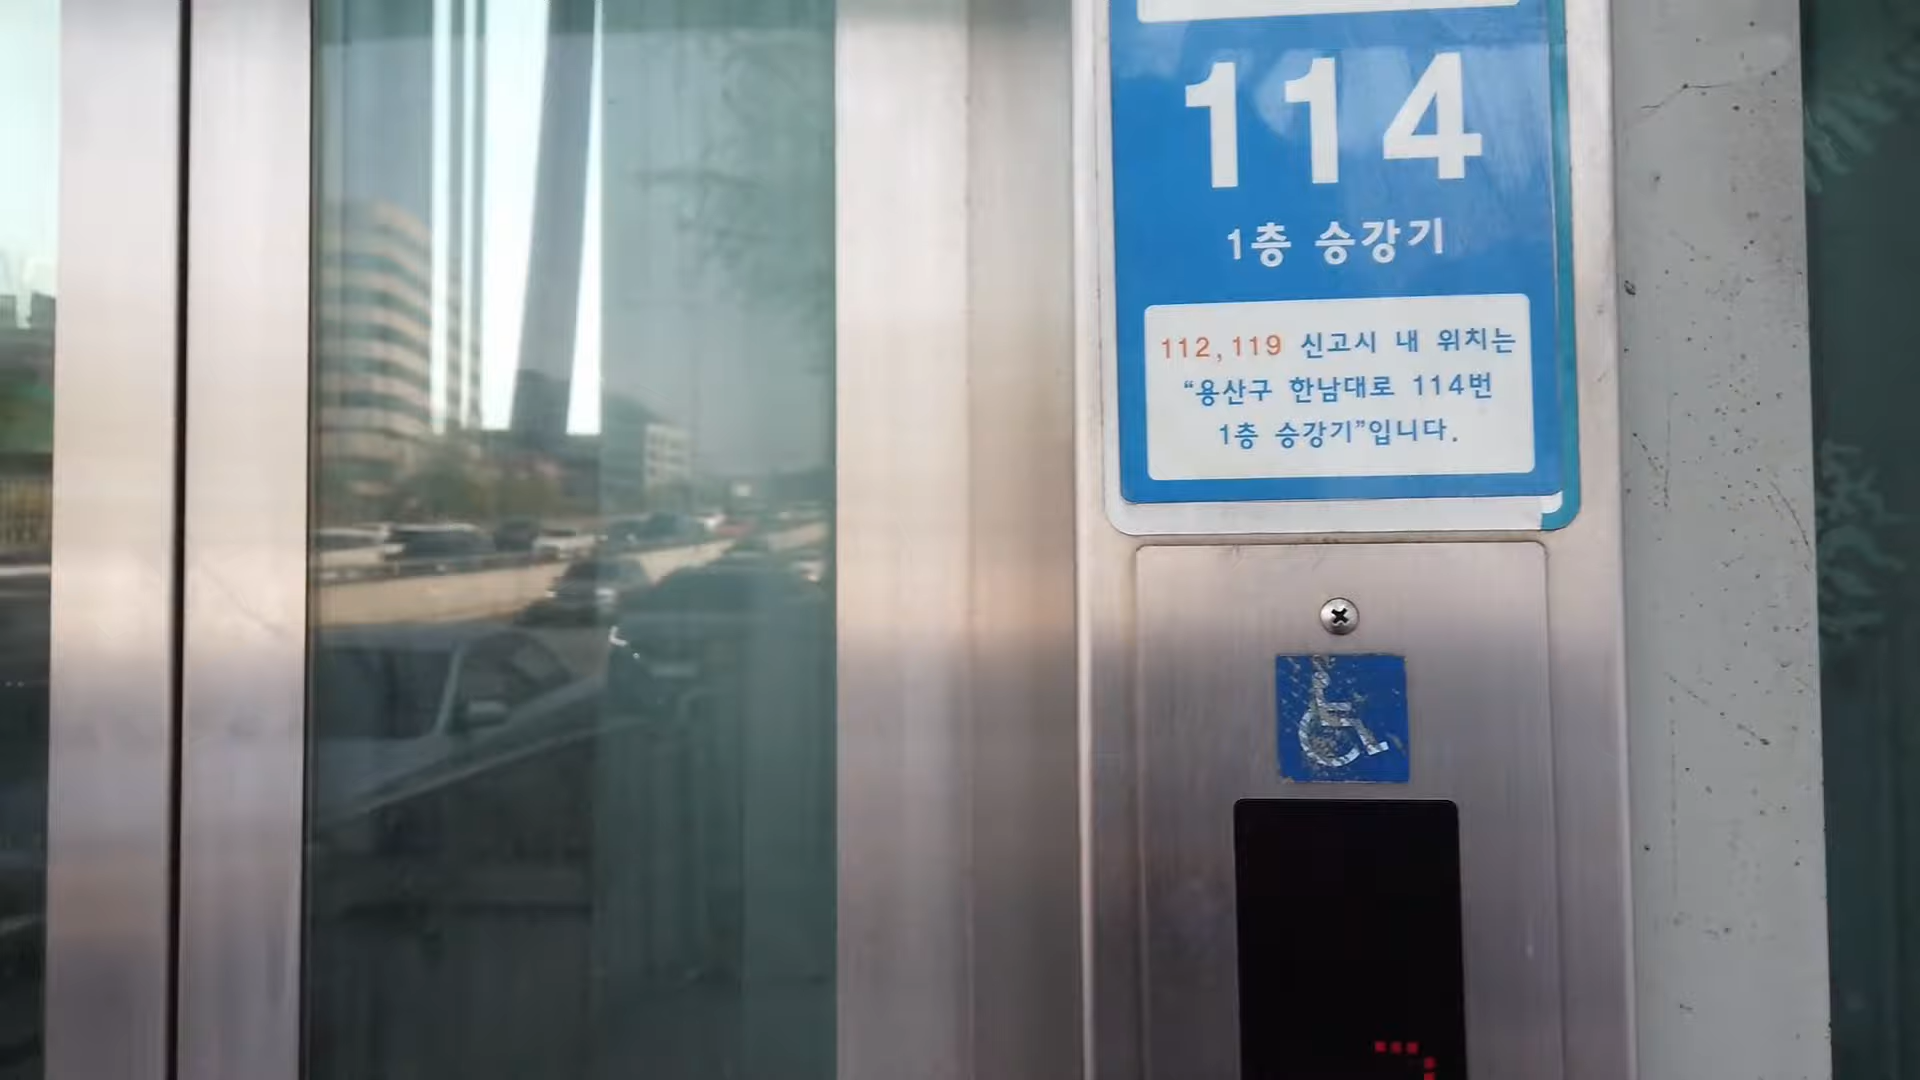 114
1층 승강기
112, 119 신고시 내 위치는
“용산구 한남대로 114번
1층 승강기”입니다.